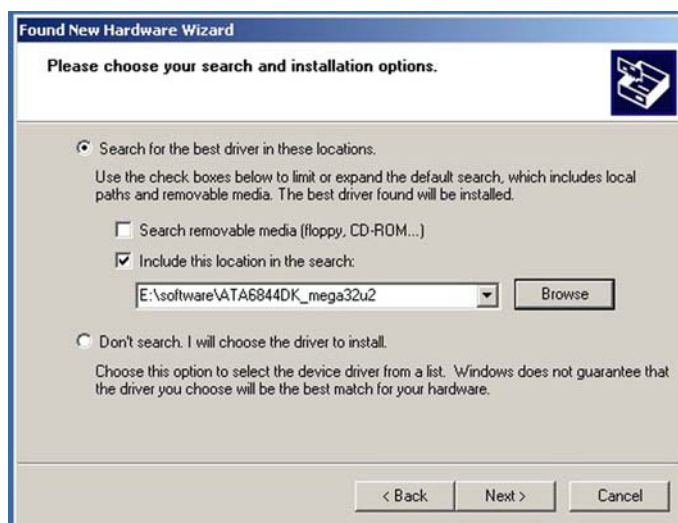 Found New Hardware Wizard
Please choose your search and installation options.
Search for the best driver in these locations.
Use the check boxes below to limit or expand the default search, which includes local
paths and removable media. The best driver found will be installed.
Search removable media (floppy, CD-ROM...)
Include this location in the search:
E:\software\ATA6844DK_mega32u2
Browse
Don't search. I will choose the driver to install.
Choose this option to select the device driver from a list. Windows does not guarantee that
the driver you choose will be the best match for your hardware.
< Back Next > Cancel